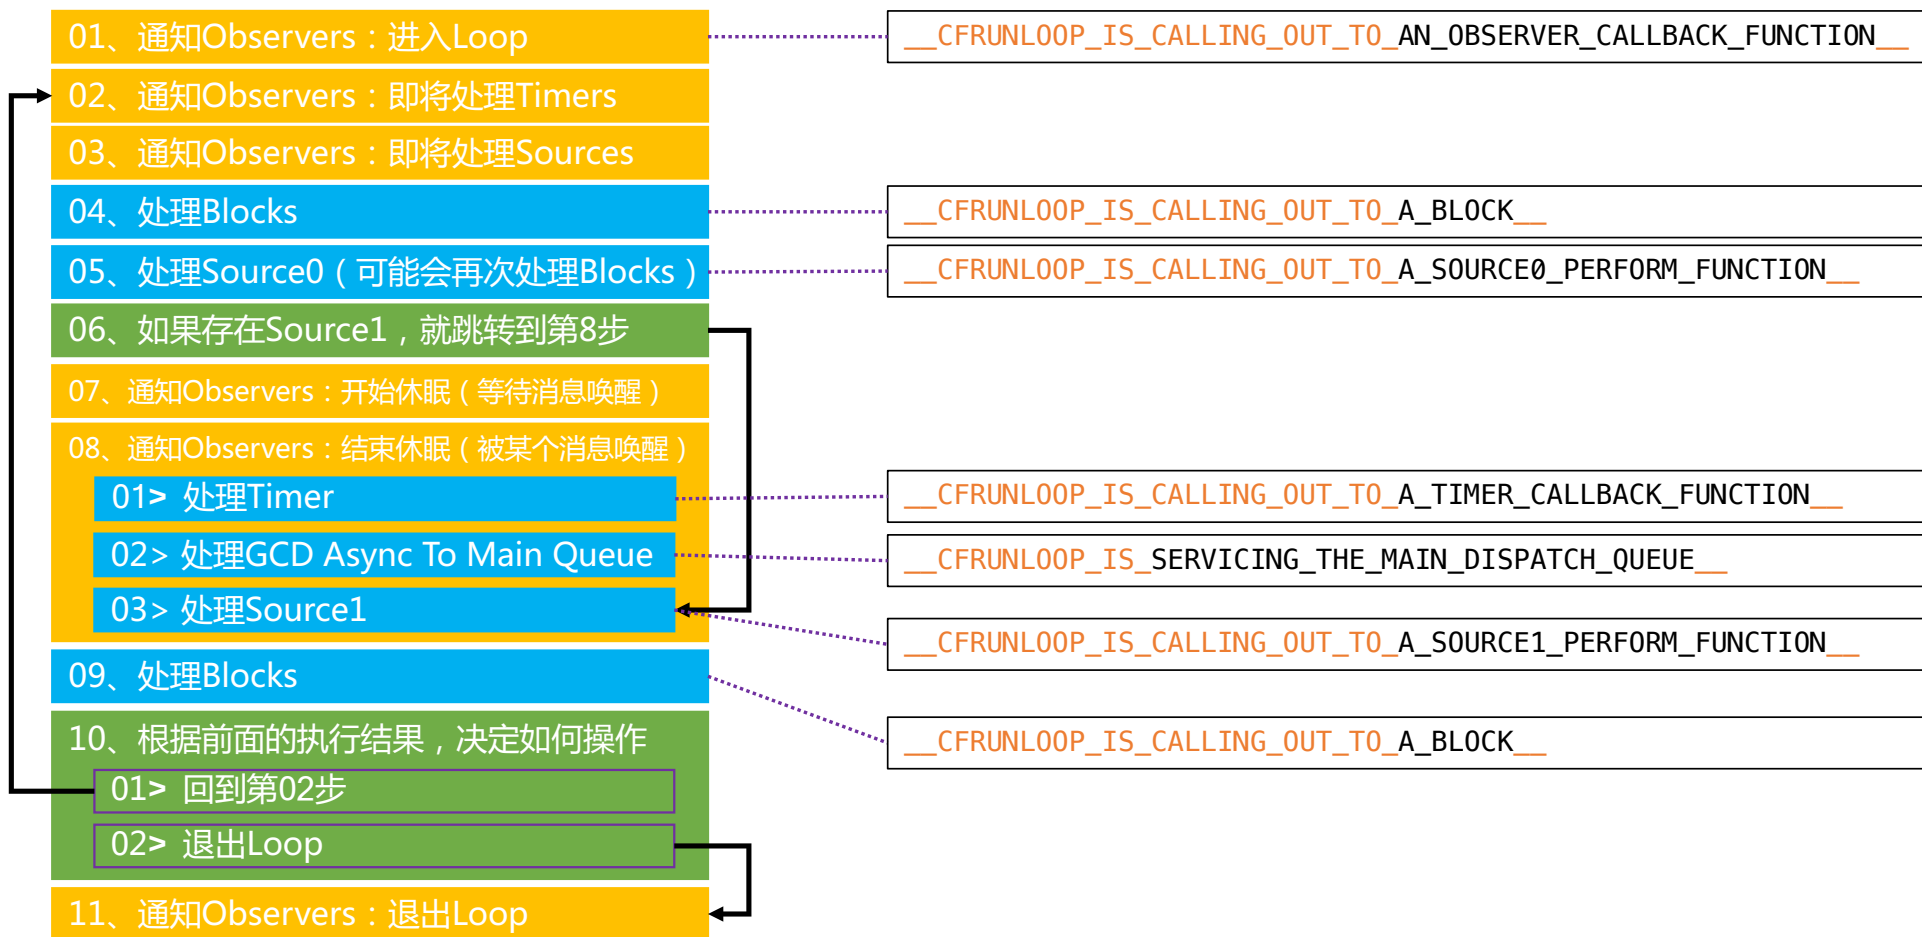 01、通知Observers：进入Loop
__CFRUNLOOP_IS_CALLING_OUT_TO_AN_OBSERVER_CALLBACK_FUNCTION__
02、通知Observers：即将处理Timers
03、通知Observers：即将处理Sources
04、处理Blocks
__CFRUNLOOP_IS_CALLING_OUT_TO_A_BLOCK__
05、处理Source0（可能会再次处理Blocks）
__CFRUNLOOP_IS_CALLING_OUT_TO_A_SOURCE0_PERFORM_FUNCTION__
06、如果存在Source1，就跳转到第8步
07、通知Observers：开始休眠（等待消息唤醒）
08、通知Observers：结束休眠（被某个消息唤醒）
01> 处理Timer
__CFRUNLOOP_IS_CALLING_OUT_TO_A_TIMER_CALLBACK_FUNCTION__
02> 处理GCD Async To Main Queue
__CFRUNLOOP_IS_SERVICING_THE_MAIN_DISPATCH_QUEUE__
03> 处理Source1
__CFRUNLOOP_IS_CALLING_OUT_TO_A_SOURCE1_PERFORM_FUNCTION__
09、处理Blocks
__CFRUNLOOP_IS_CALLING_OUT_TO_A_BLOCK__
10、根据前面的执行结果，决定如何操作
01> 回到第02步
02> 退出Loop
11、通知Observers：退出Loop